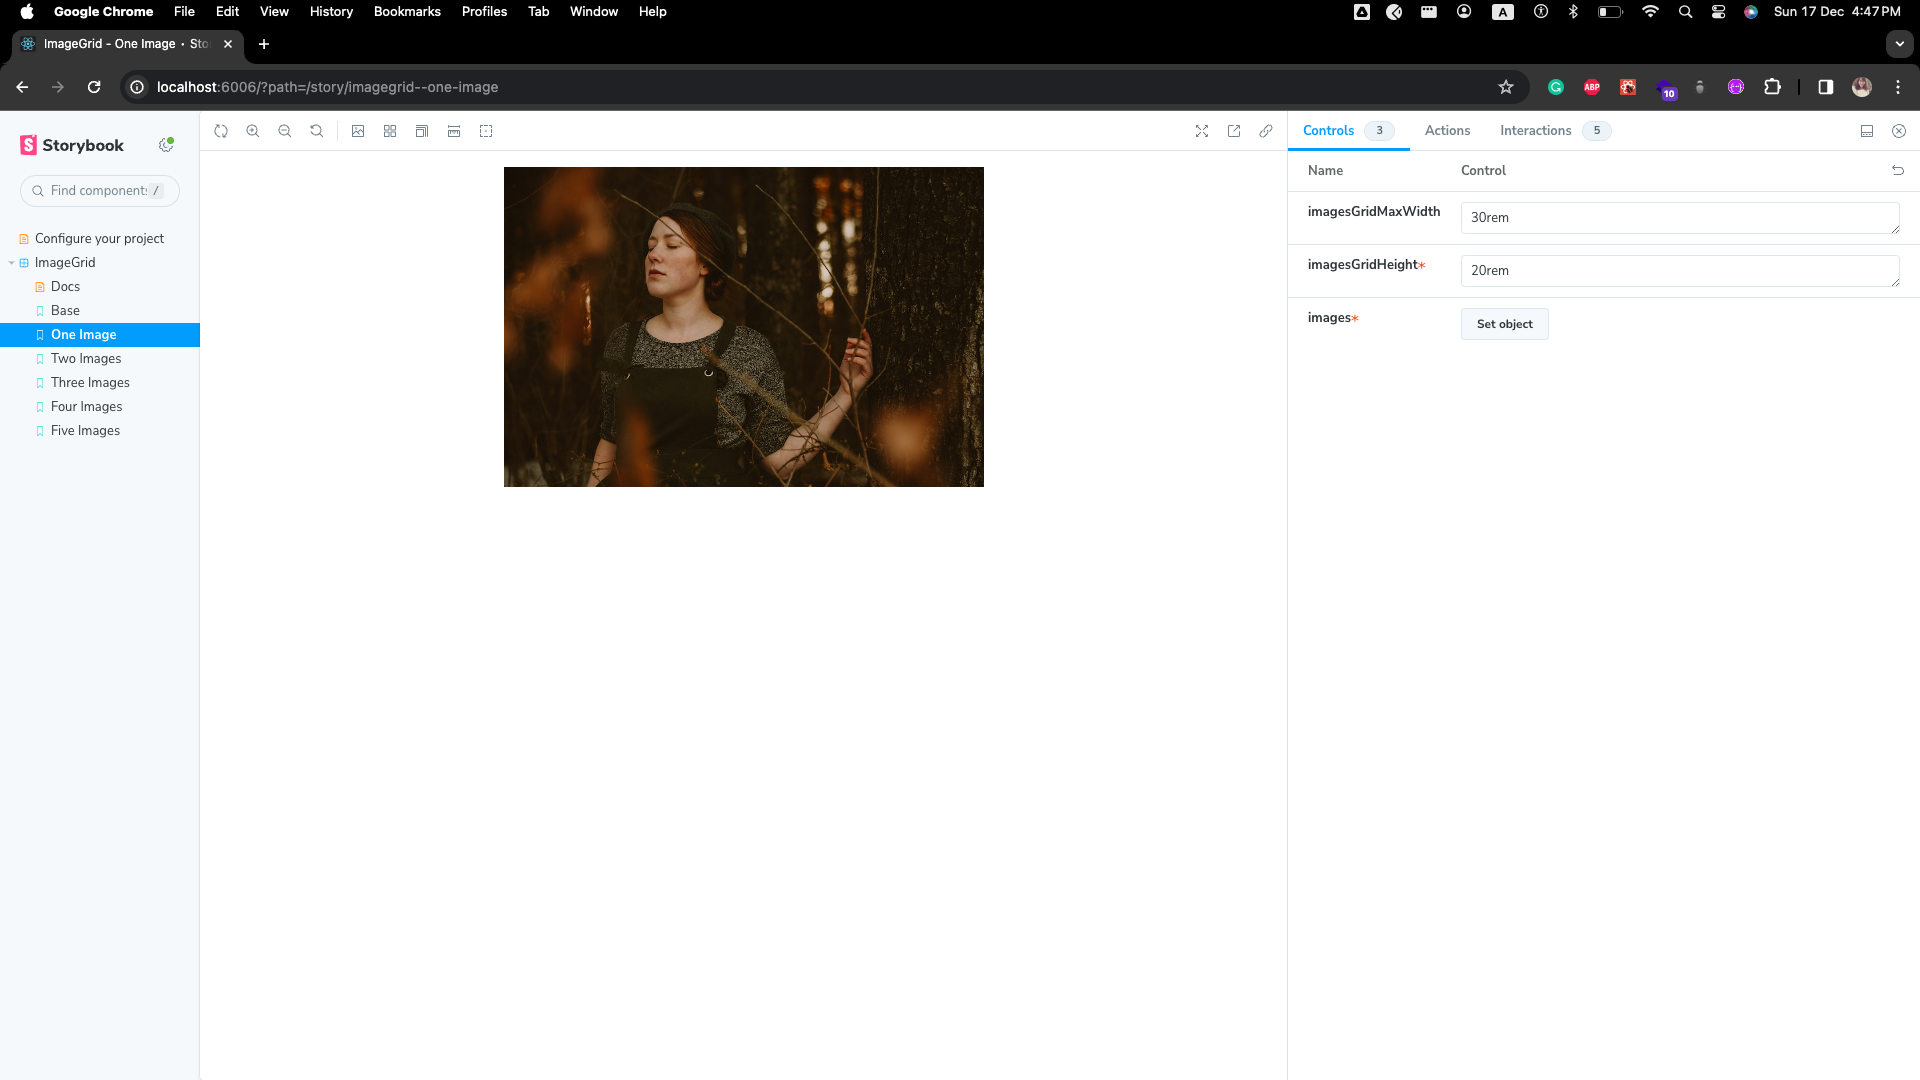 Google Chrome File Edit View History Bookmarks Profiles Tab Window Help A Sun 17 Dec 4:47 PM
ImageGrid - One Image • Sto
localhost:6006/?path=/story/imagegrid--one-image
ABP
10
Storybook
Find component
/
Configure your project
ImageGrid
Docs
Base
One Image
Two Images
Three Images
Four Images
Five Images
Controls 3 Actions Interactions 5
Name Control
imagesGridMaxWidth 30rem
imagesGridHeight* 20rem
images* Set object